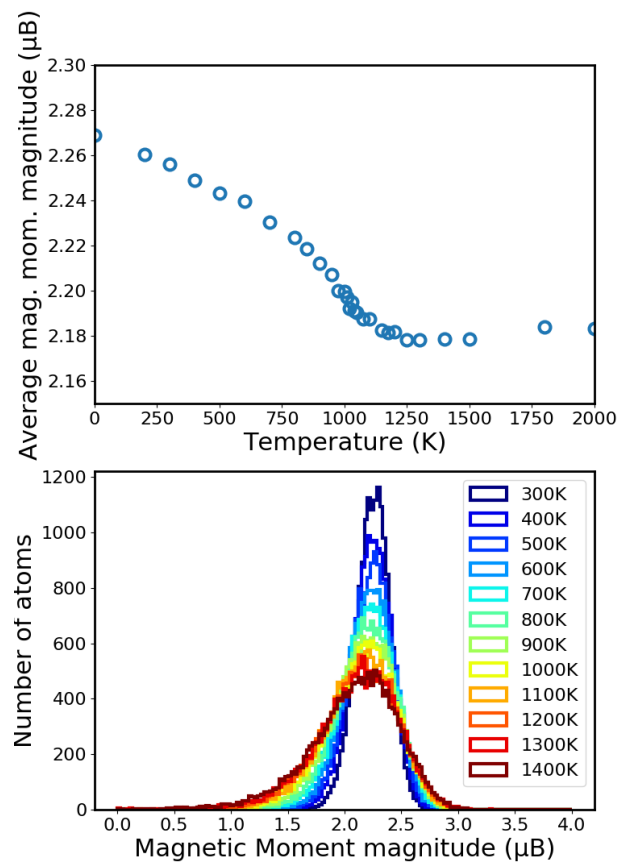 Average mag. mom. magnitude (µB)
2.30
2.28
2.26
2.24
2.22
2.20
2.18
2.16
0 250 500 750 1000 1250 1500 1750 2000
Temperature (K)
Number of atoms
1200
1000
800
600
400
200
0
300K
400K
500K
600K
700K
800K
900K
1000K
1100K
1200K
1300K
1400K
0.0 0.5 1.0 1.5 2.0 2.5 3.0 3.5 4.0
Magnetic Moment magnitude (µB)